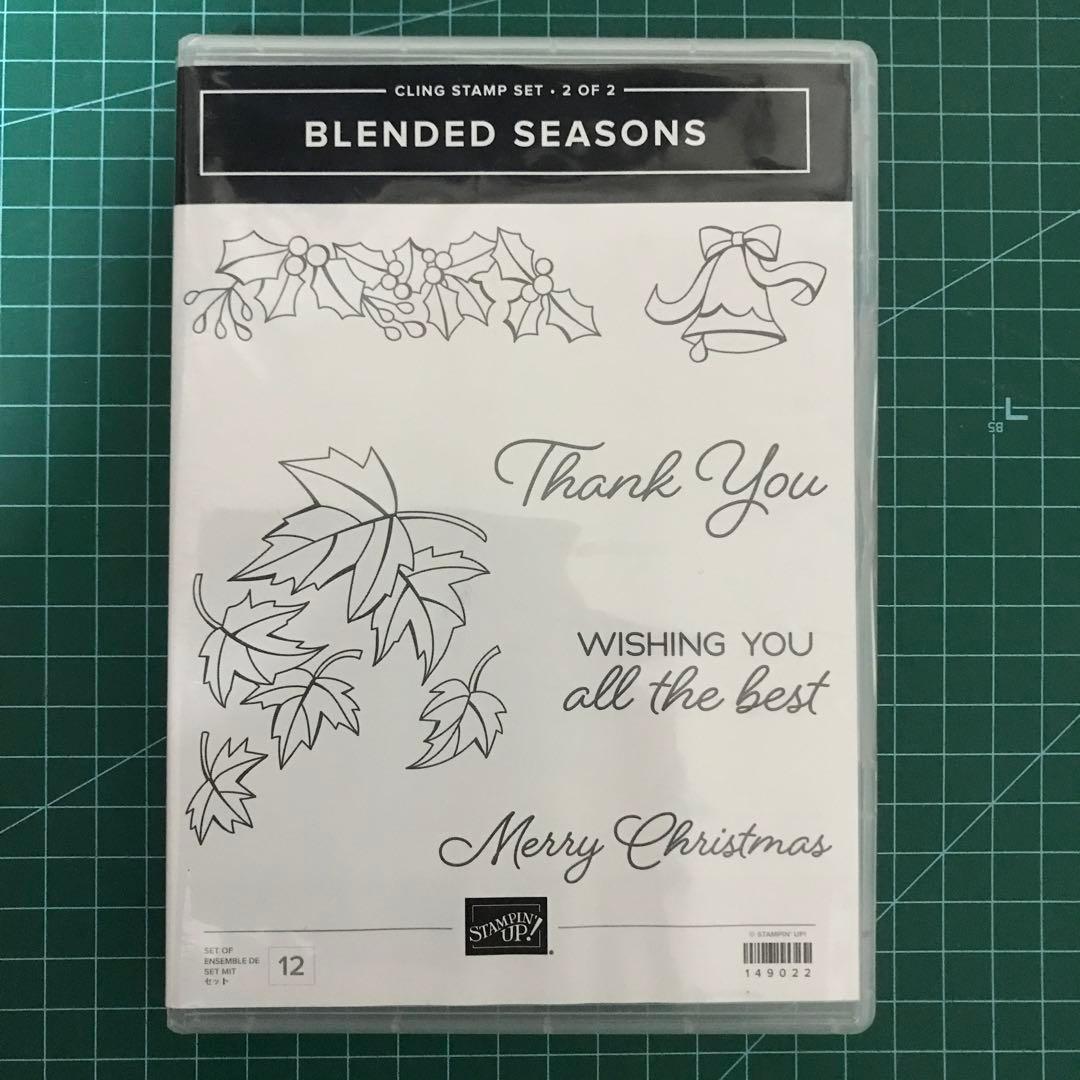 CLING STAMP SET • 2 OF 2
BLENDED SEASONS
Thank You
WISHING YOU
all the best
Merry Christmas
STAMPIN'
UP!®
© STAMPIN' UP!
SET OF
ENSEMBLE DE
SET MIT
セット
12
149022
B5